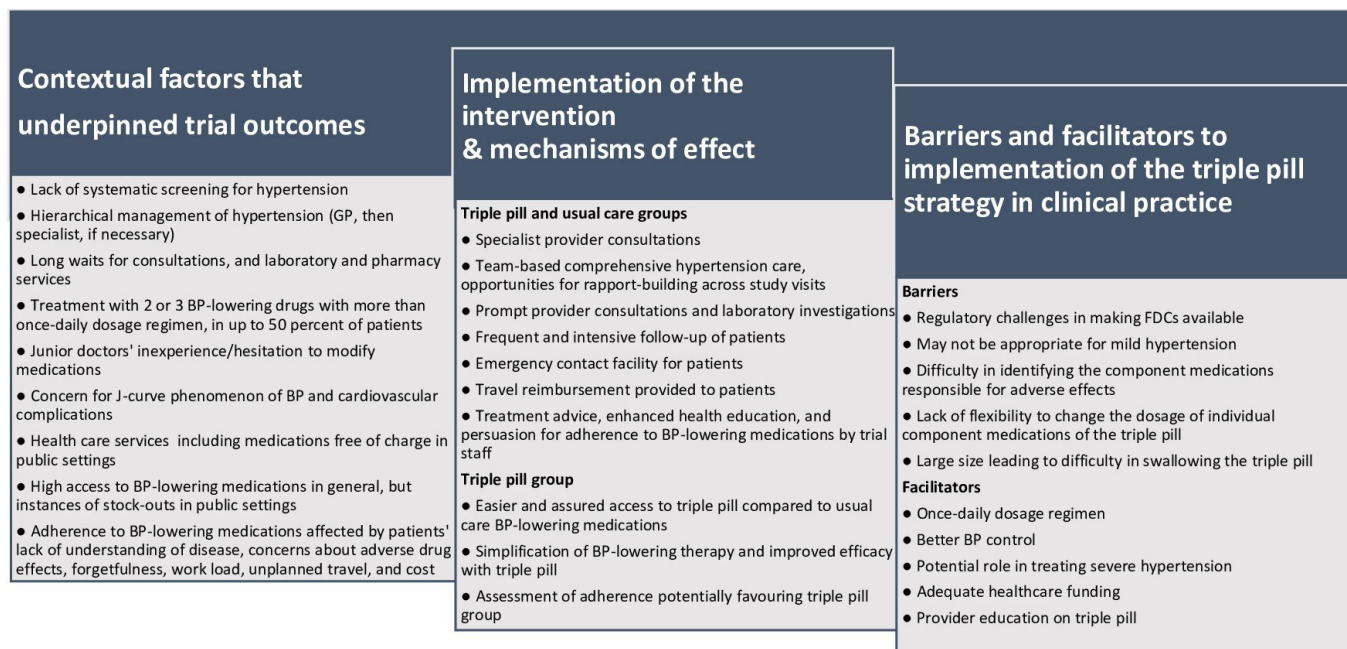 Contextual factors that
underpinned trial outcomes
● Lack of systematic screening for hypertension
● Hierarchical management of hypertension (GP, then
specialist, if necessary)
● Long waits for consultations, and laboratory and pharmacy
services
● Treatment with 2 or 3 BP-lowering drugs with more than
once-daily dosage regimen, in up to 50 percent of patients
● Junior doctors' inexperience/hesitation to modify
medications
● Concern for J-curve phenomenon of BP and cardiovascular
complications
● Health care services including medications free of charge in
public settings
● High access to BP-lowering medications in general, but
instances of stock-outs in public settings
● Adherence to BP-lowering medications affected by patients'
lack of understanding of disease, concerns about adverse drug
effects, forgetfulness, work load, unplanned travel, and cost
Implementation of the
intervention
& mechanisms of effect
Triple pill and usual care groups
● Specialist provider consultations
● Team-based comprehensive hypertension care,
opportunities for rapport-building across study visits
● Prompt provider consultations and laboratory investigations
● Frequent and intensive follow-up of patients
● Emergency contact facility for patients
● Travel reimbursement provided to patients
● Treatment advice, enhanced health education, and
persuasion for adherence to BP-lowering medications by trial
staff
Triple pill group
● Easier and assured access to triple pill compared to usual
care BP-lowering medications
● Simplification of BP-lowering therapy and improved efficacy
with triple pill
● Assessment of adherence potentially favouring triple pill
group
Barriers and facilitators to
implementation of the triple pill
strategy in clinical practice
Barriers
● Regulatory challenges in making FDCs available
● May not be appropriate for mild hypertension
● Difficulty in identifying the component medications
responsible for adverse effects
● Lack of flexibility to change the dosage of individual
component medications of the triple pill
● Large size leading to difficulty in swallowing the triple pill
Facilitators
● Once-daily dosage regimen
● Better BP control
● Potential role in treating severe hypertension
● Adequate healthcare funding
● Provider education on triple pill